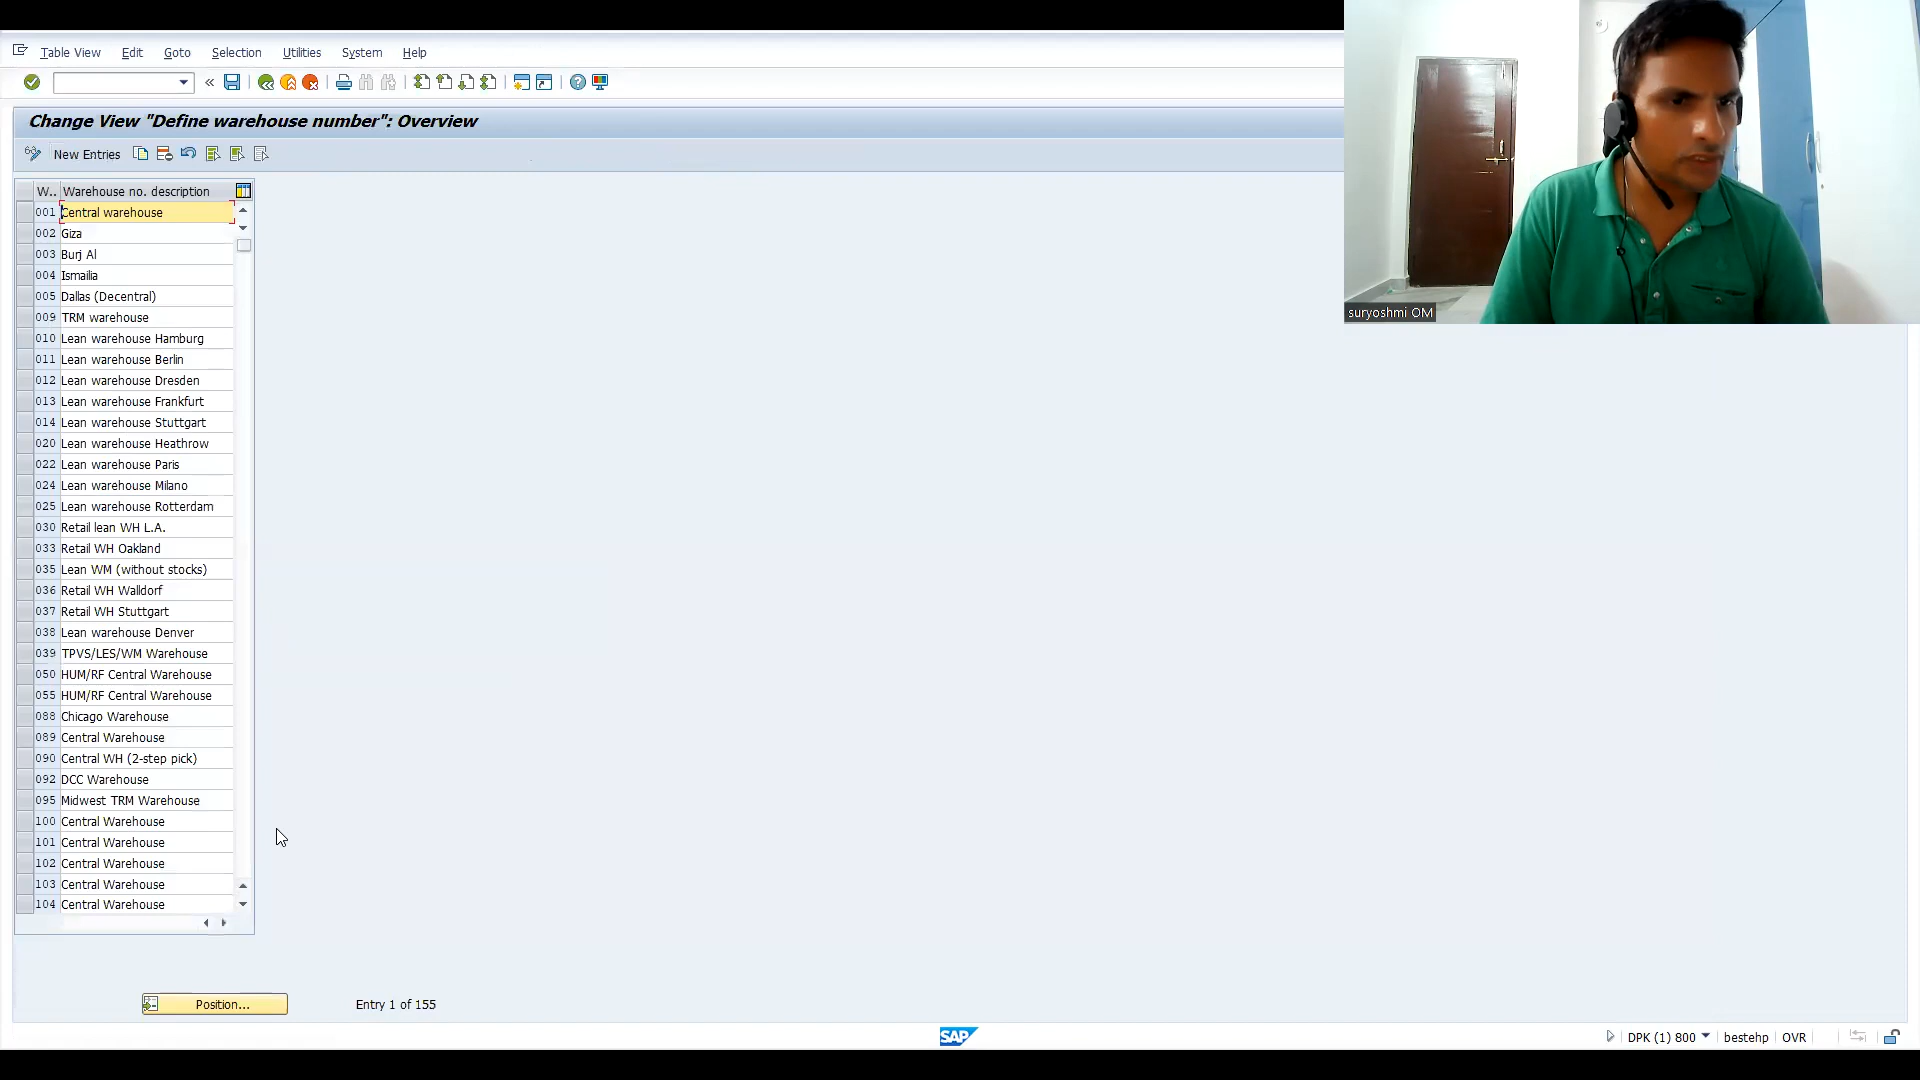 Table View Edit Goto Selection Utilities System Help
Change View "Define warehouse number": Overview
New Entries
W.. Warehouse no. description
001 Central warehouse
002 Giza
003 Burj Al
004 Ismailia
005 Dallas (Decentral)
009 TRM warehouse
010 Lean warehouse Hamburg
011 Lean warehouse Berlin
012 Lean warehouse Dresden
013 Lean warehouse Frankfurt
014 Lean warehouse Stuttgart
020 Lean warehouse Heathrow
022 Lean warehouse Paris
024 Lean warehouse Milano
025 Lean warehouse Rotterdam
030 Retail lean WH L.A.
033 Retail WH Oakland
035 Lean WM (without stocks)
036 Retail WH Walldorf
037 Retail WH Stuttgart
038 Lean warehouse Denver
039 TPVS/LES/WM Warehouse
050 HUM/RF Central Warehouse
055 HUM/RF Central Warehouse
088 Chicago Warehouse
089 Central Warehouse
090 Central WH (2-step pick)
092 DCC Warehouse
095 Midwest TRM Warehouse
100 Central Warehouse
101 Central Warehouse
102 Central Warehouse
103 Central Warehouse
104 Central Warehouse
Position... Entry 1 of 155
SAP
DPK (1) 800 bestehp OVR
suryoshmi OM